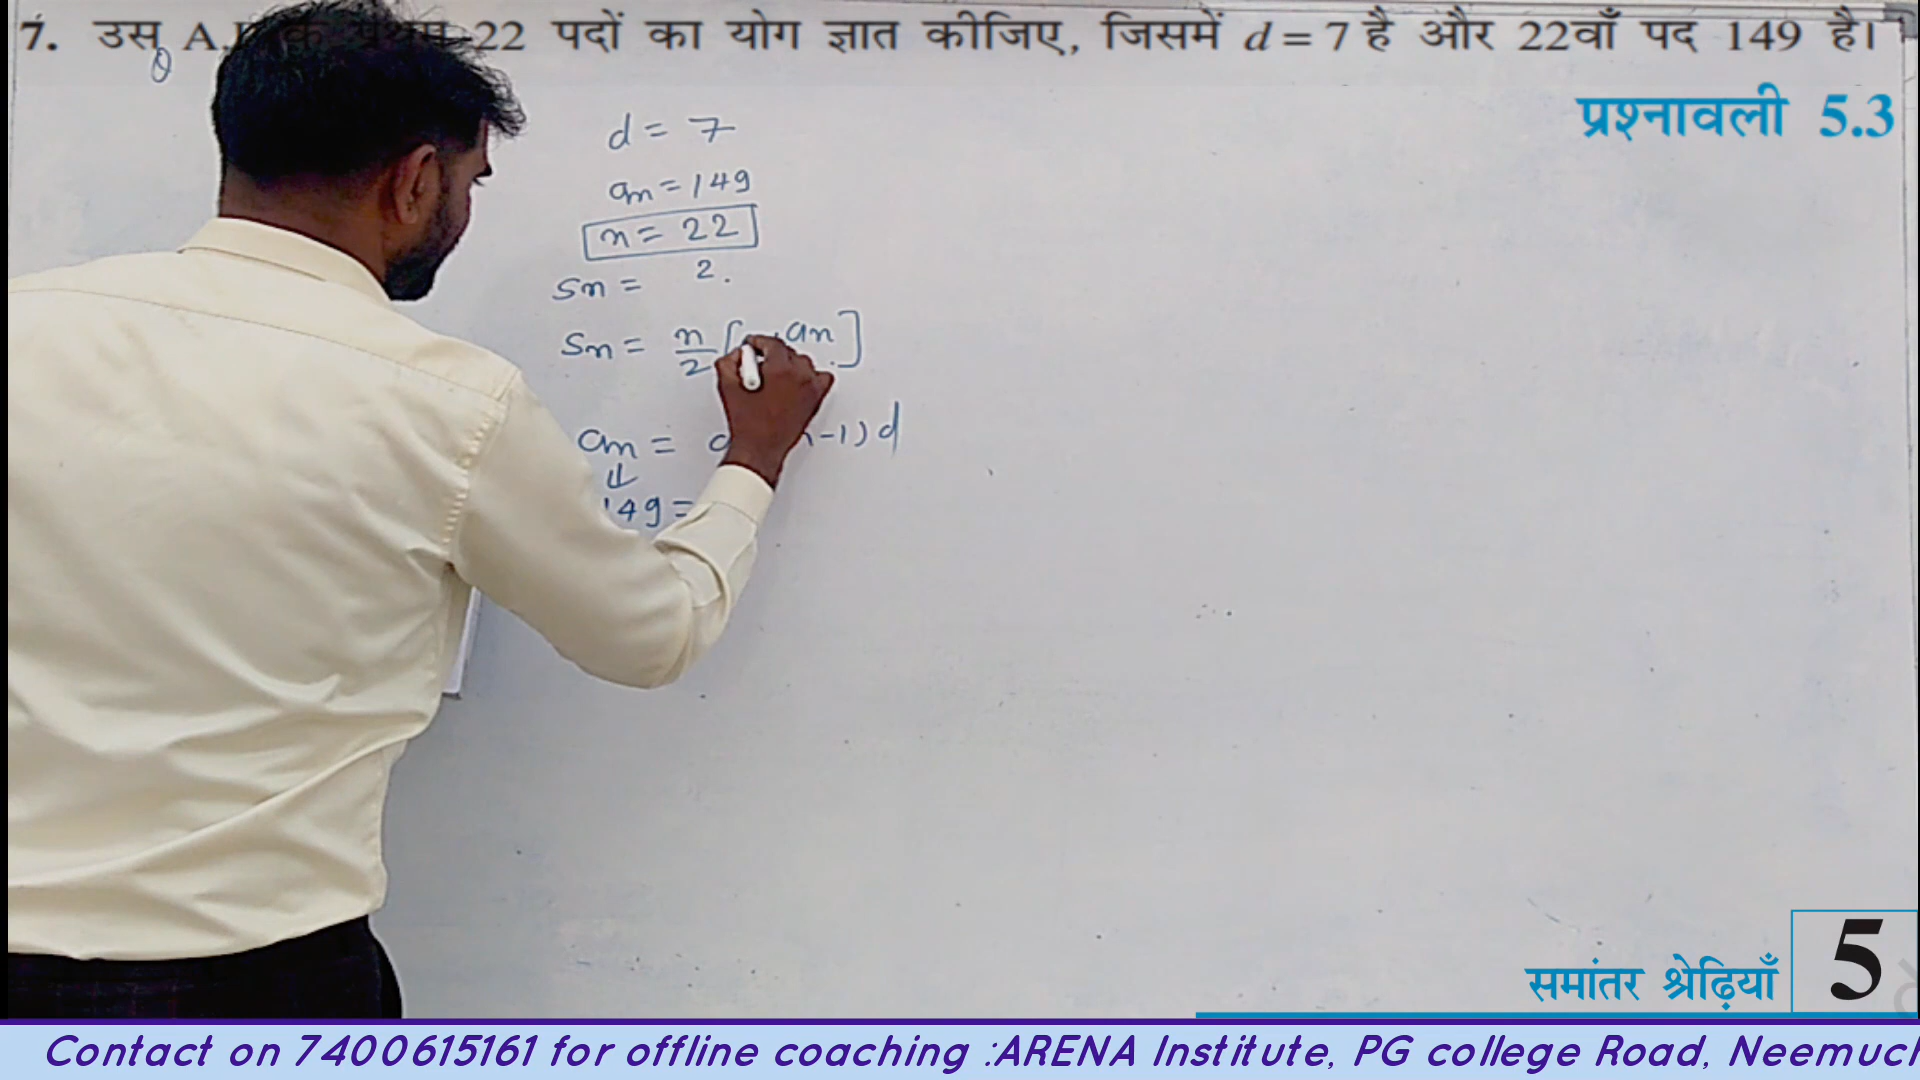 7. उस A.P. के प्रथम 22 पदों का योग ज्ञात कीजिए, जिसमें d = 7 है और 22वाँ पद 149 है।
प्रश्नावली 5.3
d = 7
an = 149
n = 22
Sn = ?
Sn = n/2 [ an ]
an = -1) d
149 =
समांतर श्रेढ़ियाँ 5
Contact on 7400615161 for offline coaching :ARENA Institute, PG college Road, Neemuch